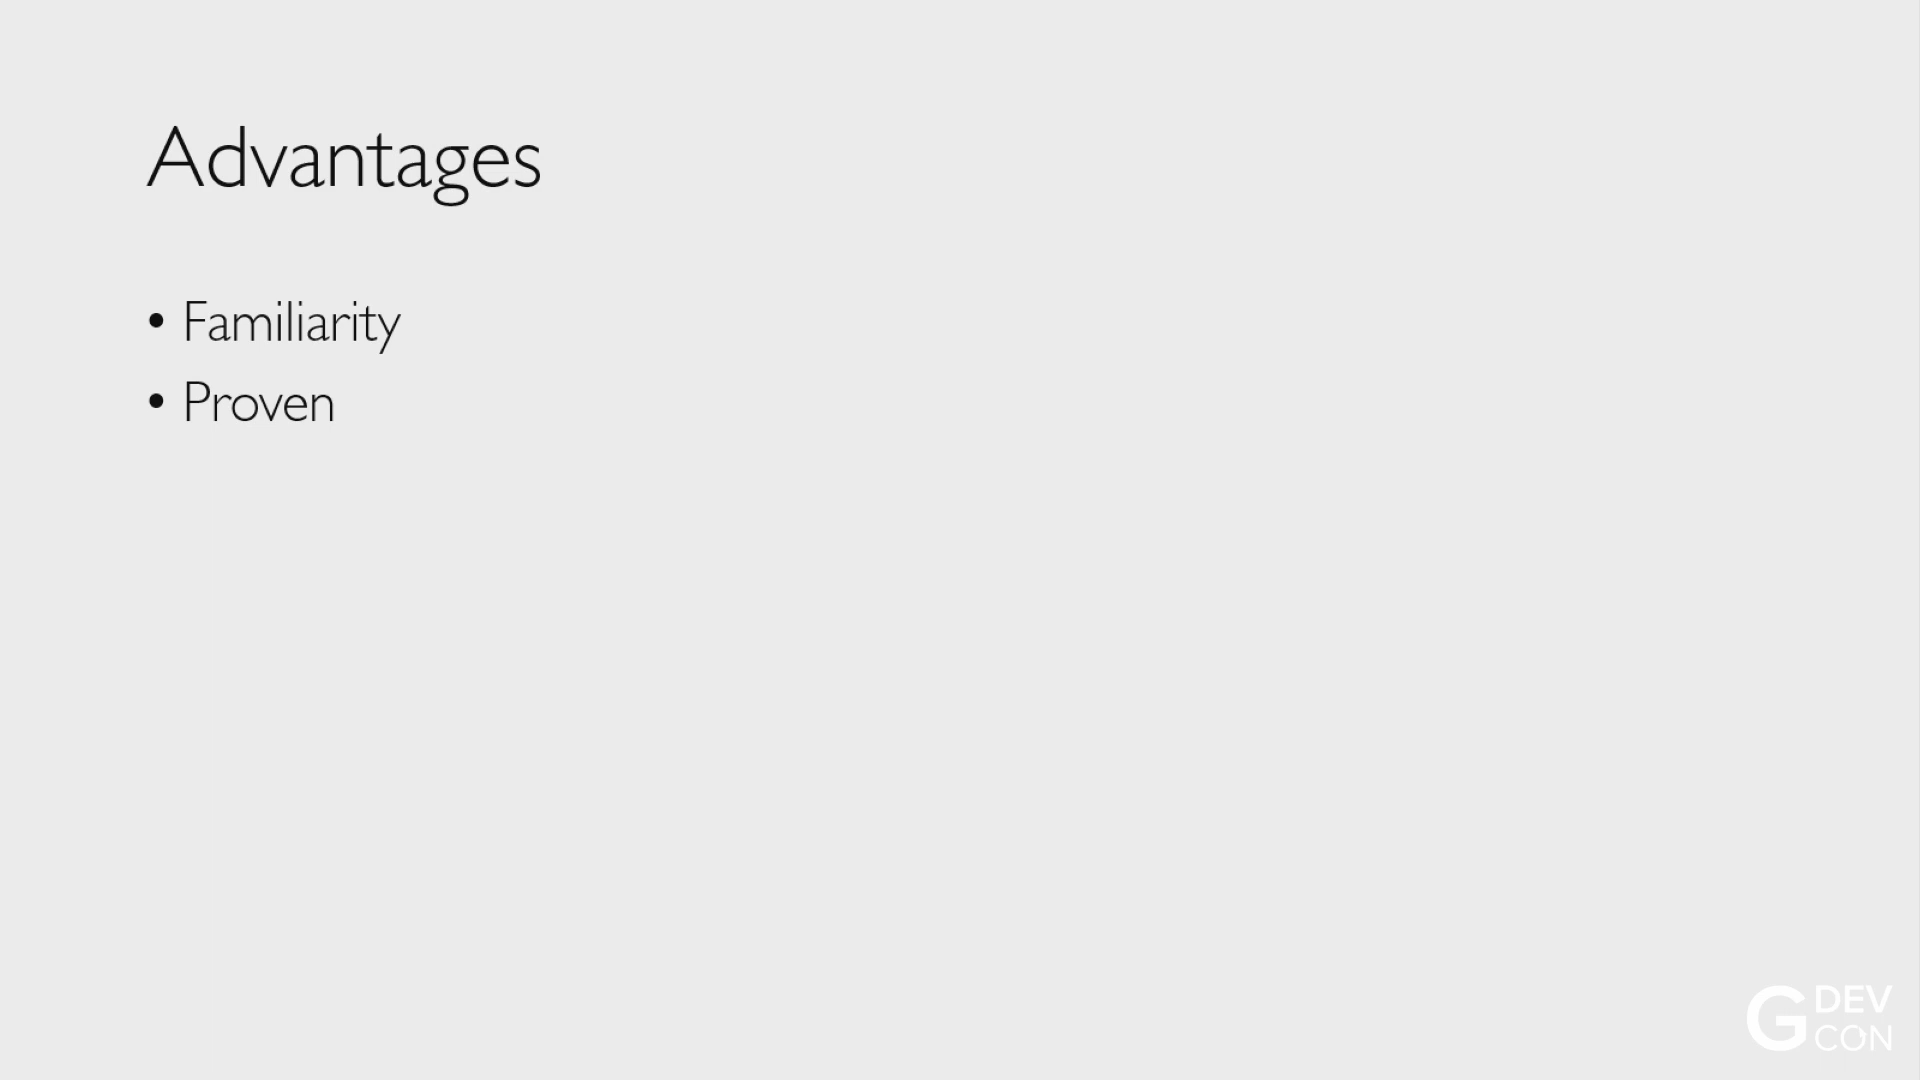 Advantages
• Familiarity
• Proven
G DEV
CON